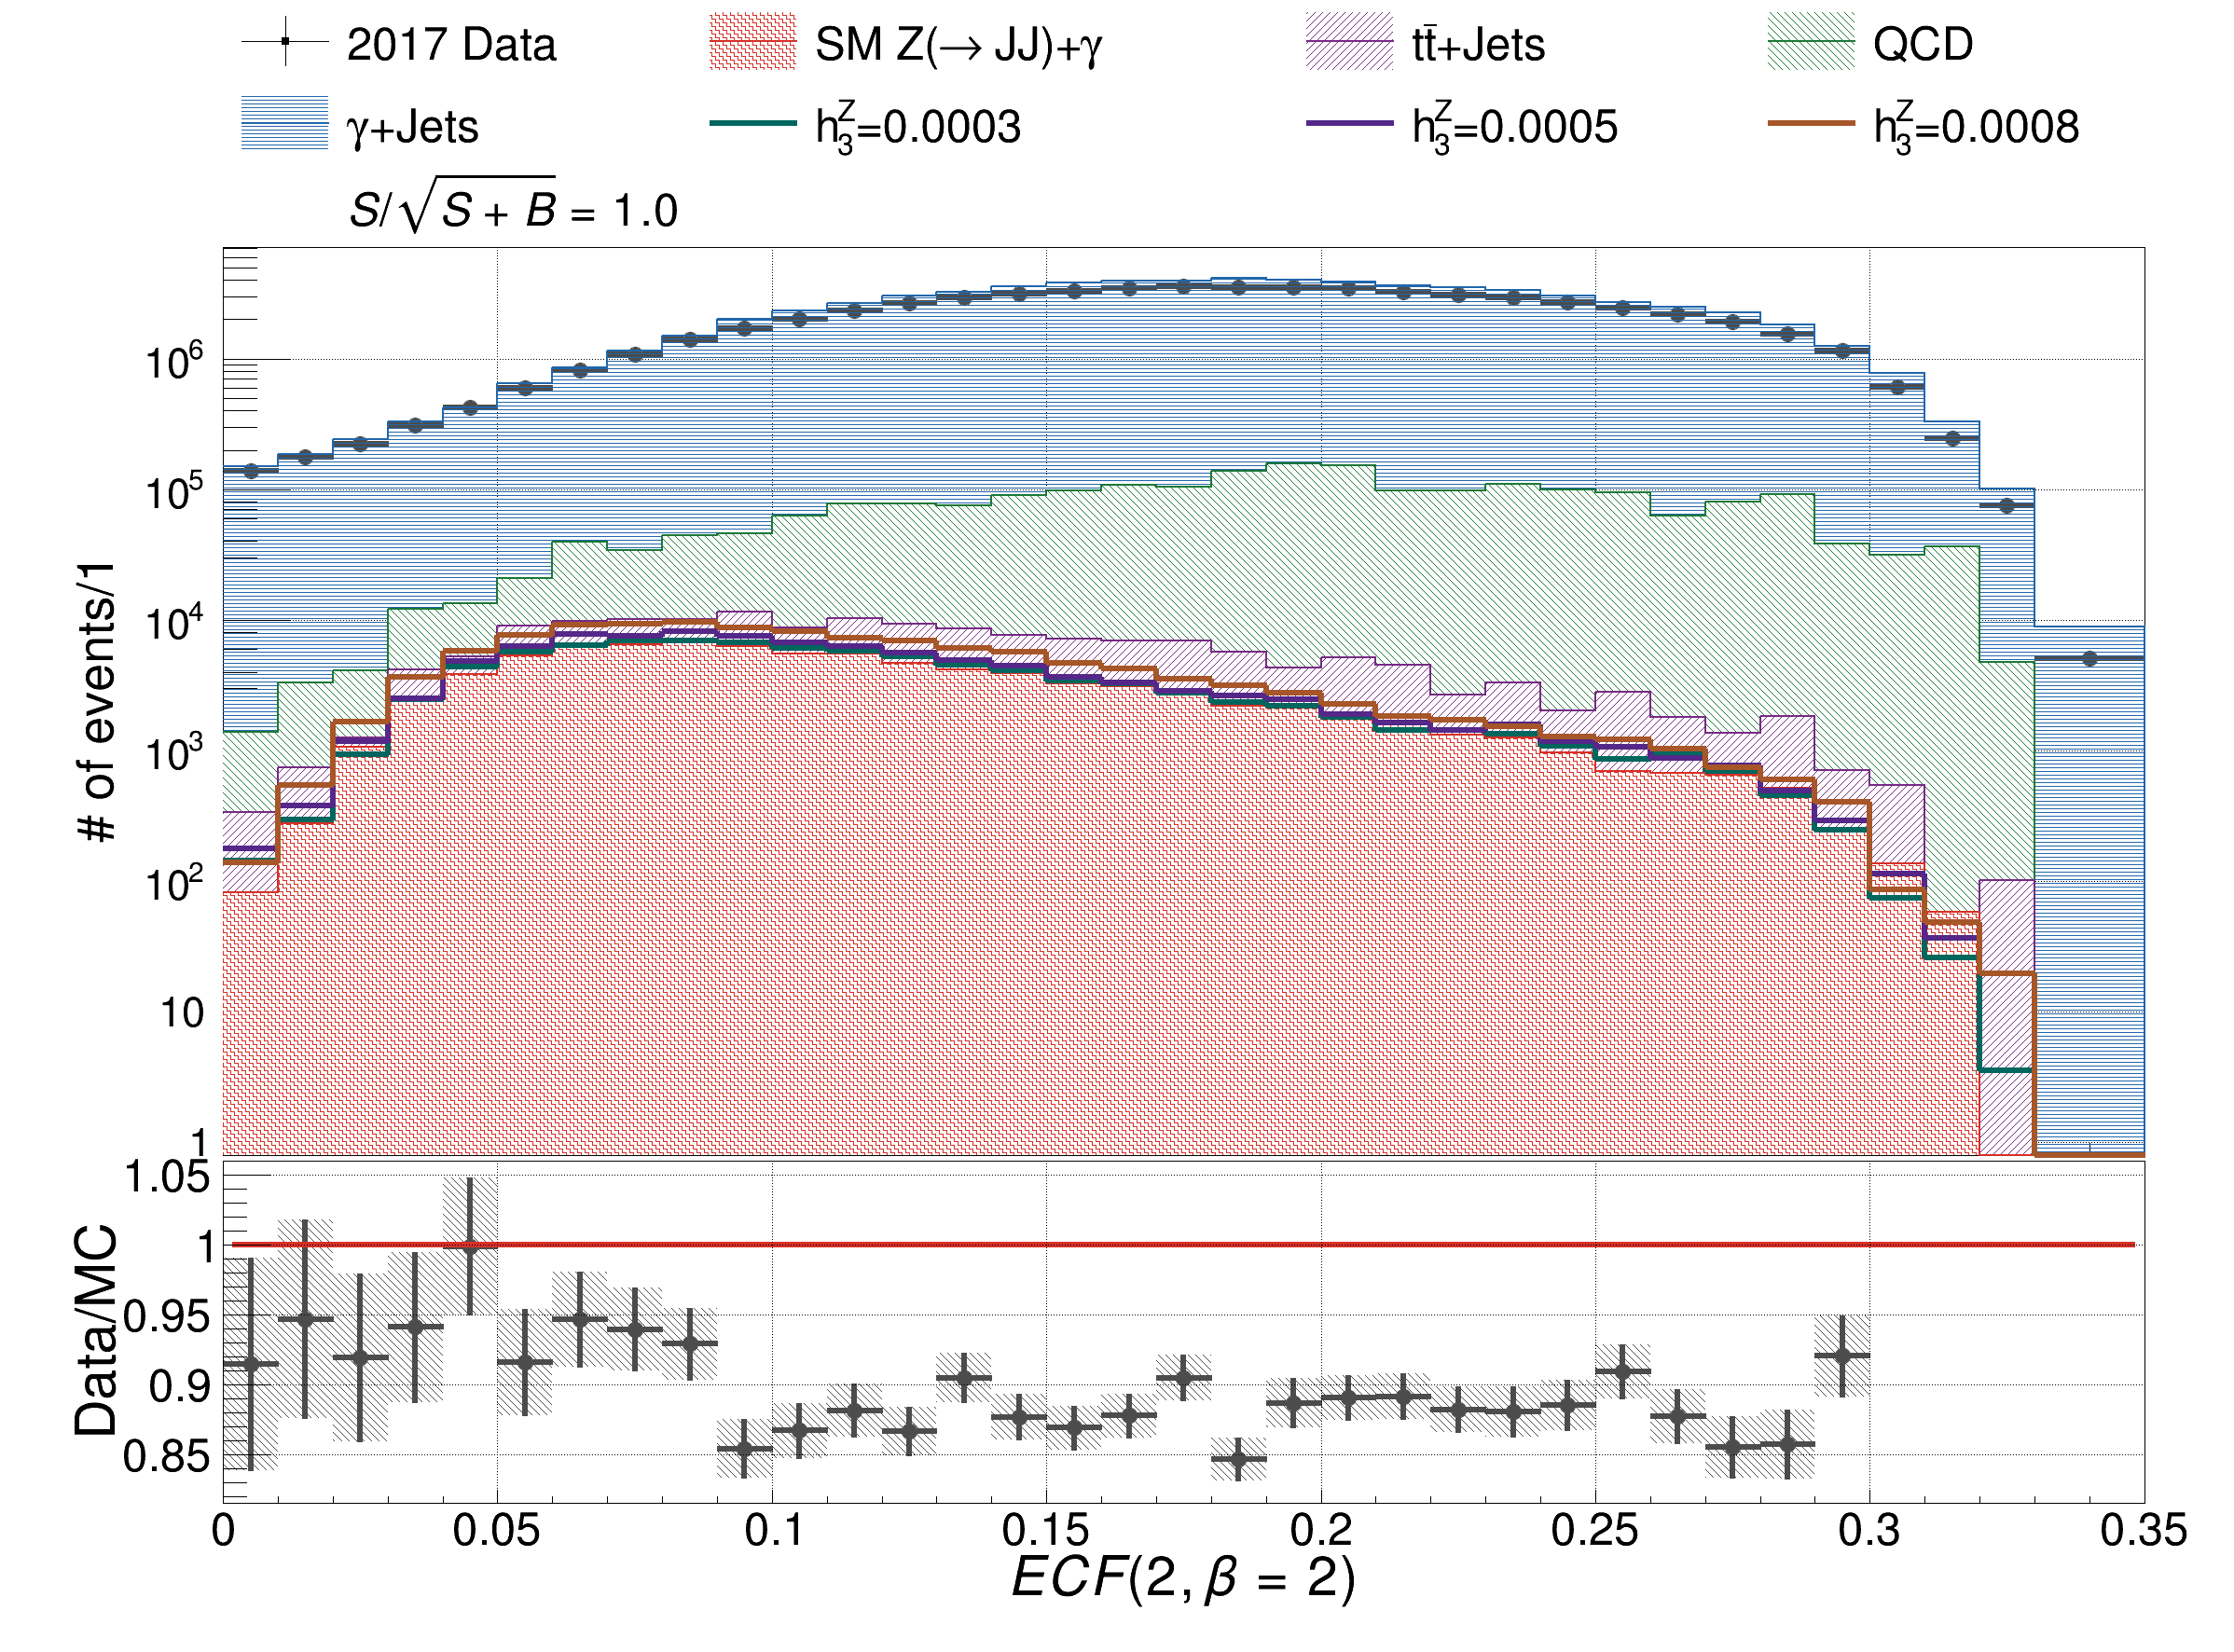 2017 Data SM Z(→ JJ)+γ tt̄+Jets QCD
γ+Jets h₃ᶻ=0.0003 h₃ᶻ=0.0005 h₃ᶻ=0.0008
S/√S + B = 1.0
# of events/1
10⁶
10⁵
10⁴
10³
10²
10
1
Data/MC
1.05
1
0.95
0.9
0.85
0 0.05 0.1 0.15 0.2 0.25 0.3 0.35
ECF(2, β = 2)